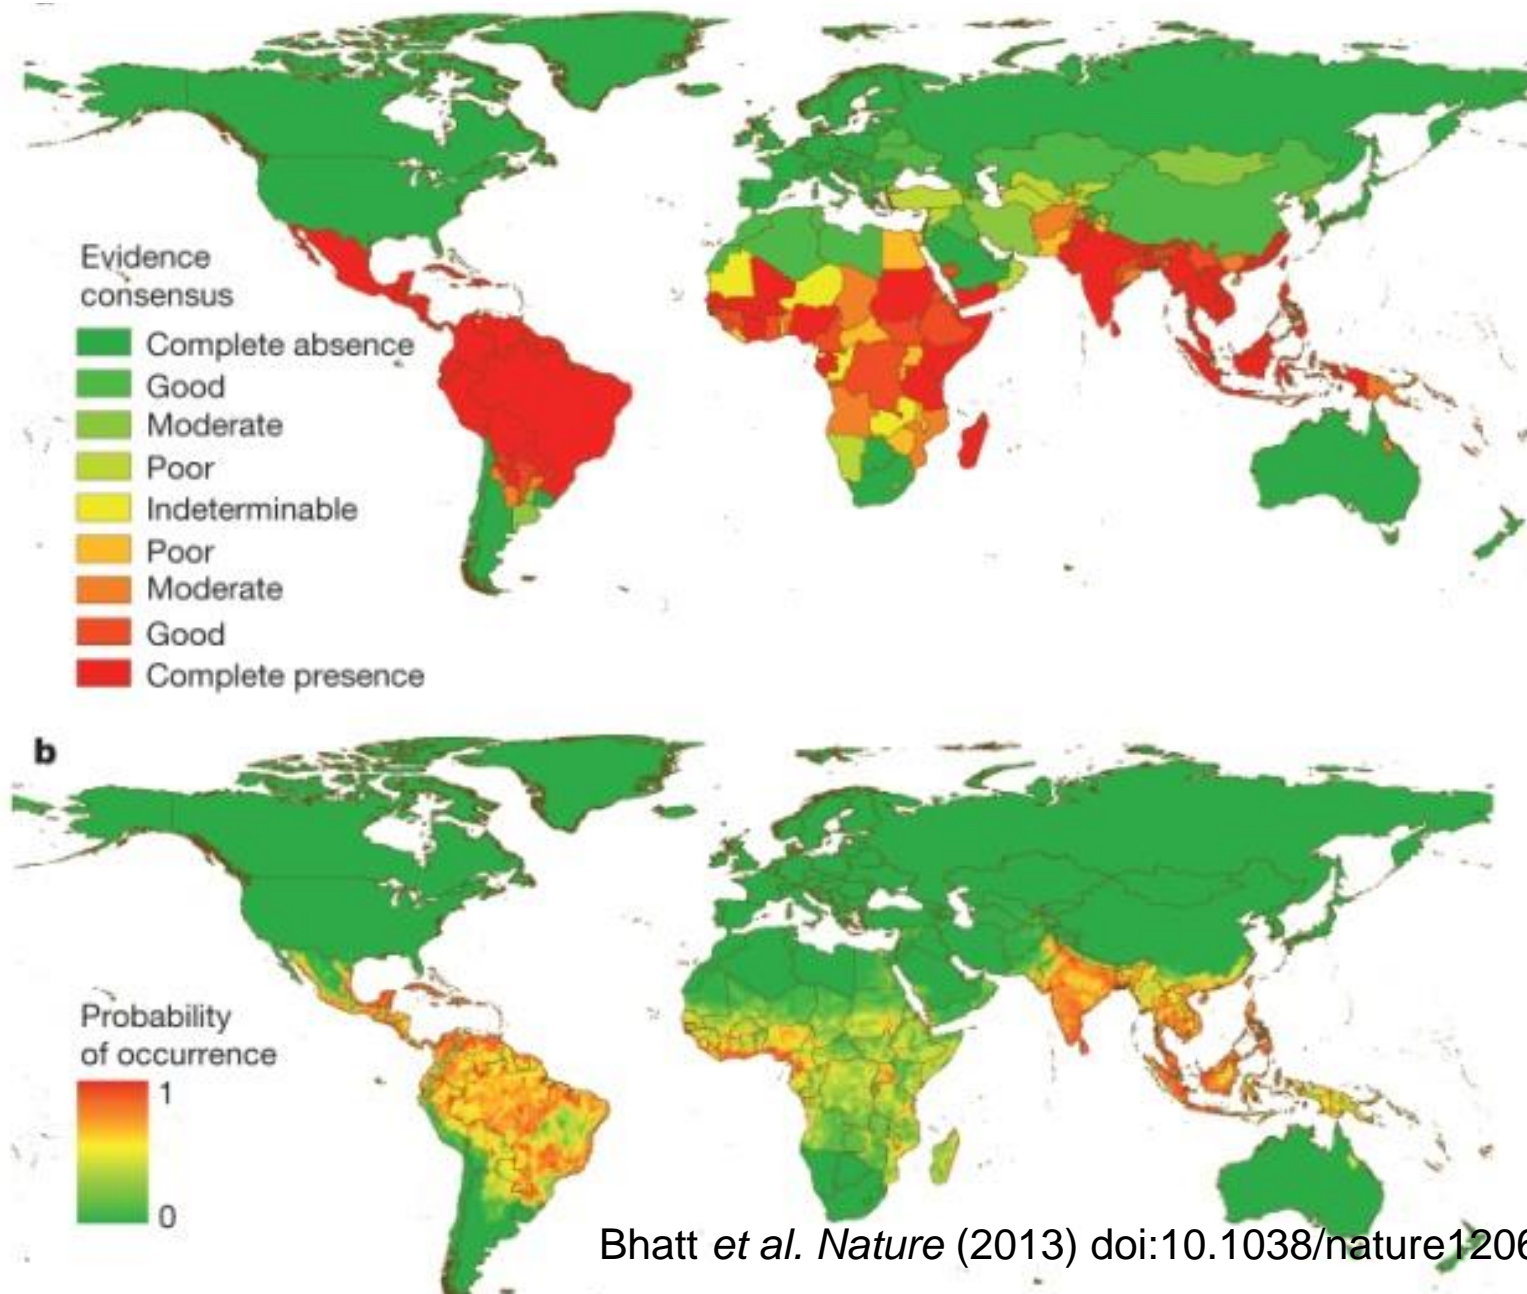 Evidence
consensus
Complete absence
Good
Moderate
Poor
Indeterminable
Poor
Moderate
Good
Complete presence
b
Probability
of occurrence
1
0
Bhatt et al. Nature (2013) doi:10.1038/nature1206